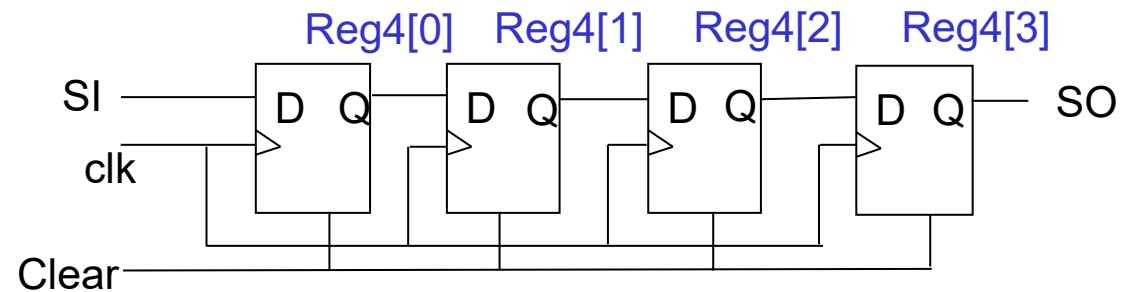 Reg4[0] Reg4[1] Reg4[2] Reg4[3]
SI D Q D Q D Q D Q SO
clk
Clear